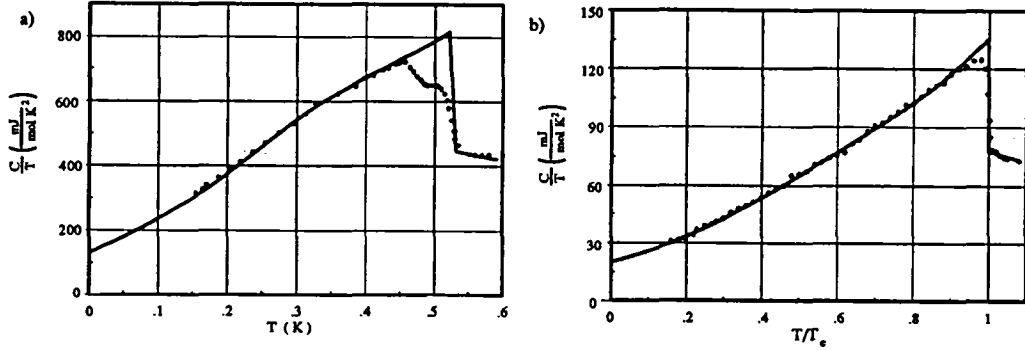 a)
800
600
400
200
0
C/T (mJ/mol K²)
0 .1 .2 .3 .4 .5 .6
T (K)
b)
150
120
90
60
30
0
C/T (mJ/mol K²)
0 .2 .4 .6 .8 1
T/Tc